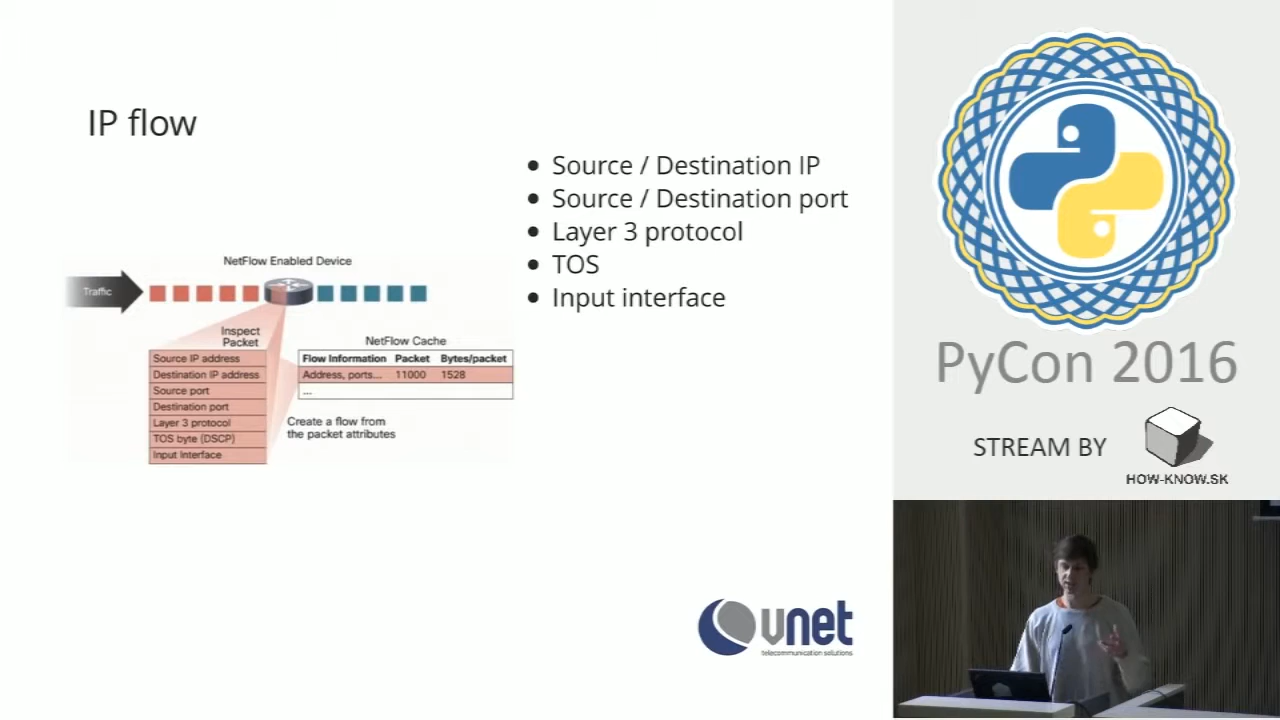 IP flow
Source / Destination IP
Source / Destination port
Layer 3 protocol
TOS
Input interface
NetFlow Enabled Device
Traffic
Inspect
Packet
Source IP address
Destination IP address
Source port
Destination port
Layer 3 protocol
TOS byte (DSCP)
Input Interface
NetFlow Cache
Flow Information Packet Bytes/packet
Address, ports... 11000 1528
...
Create a flow from
the packet attributes
vnet
telecommunication solutions
PyCon 2016
STREAM BY
HOW-KNOW.SK